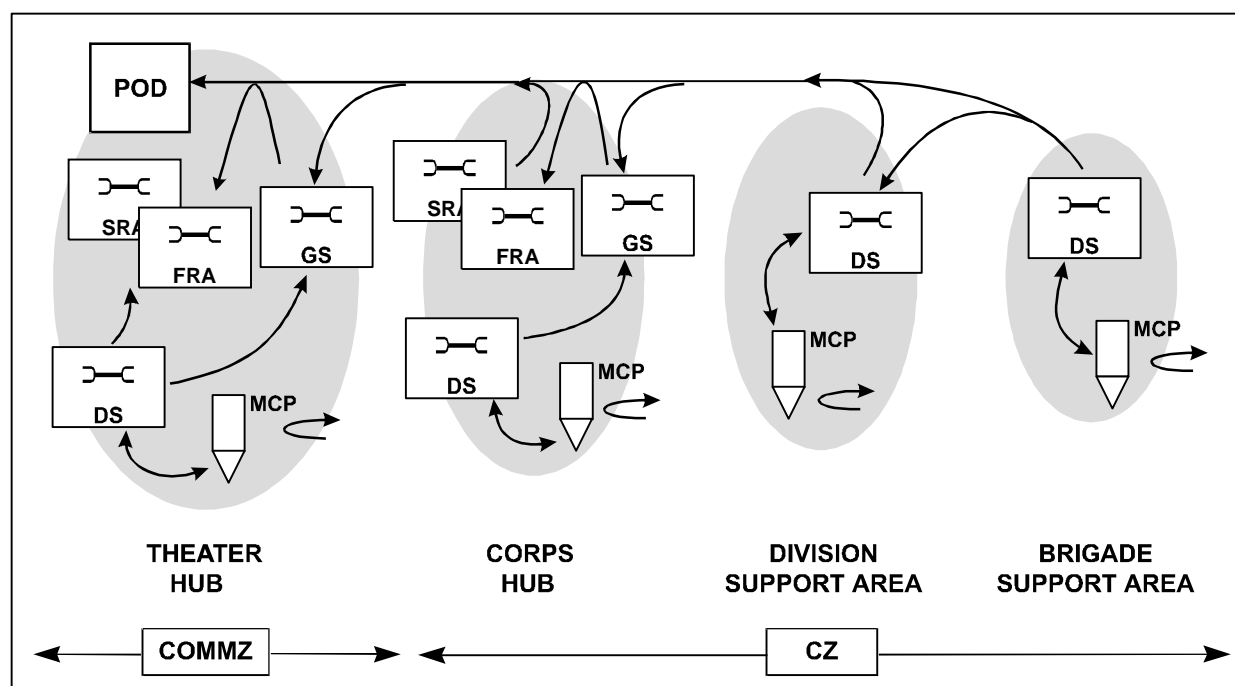 POD
SRA
FRA
GS
DS
MCP
SRA
FRA
GS
DS
MCP
DS
MCP
DS
MCP
THEATER
HUB
CORPS
HUB
DIVISION
SUPPORT AREA
BRIGADE
SUPPORT AREA
COMMZ
CZ